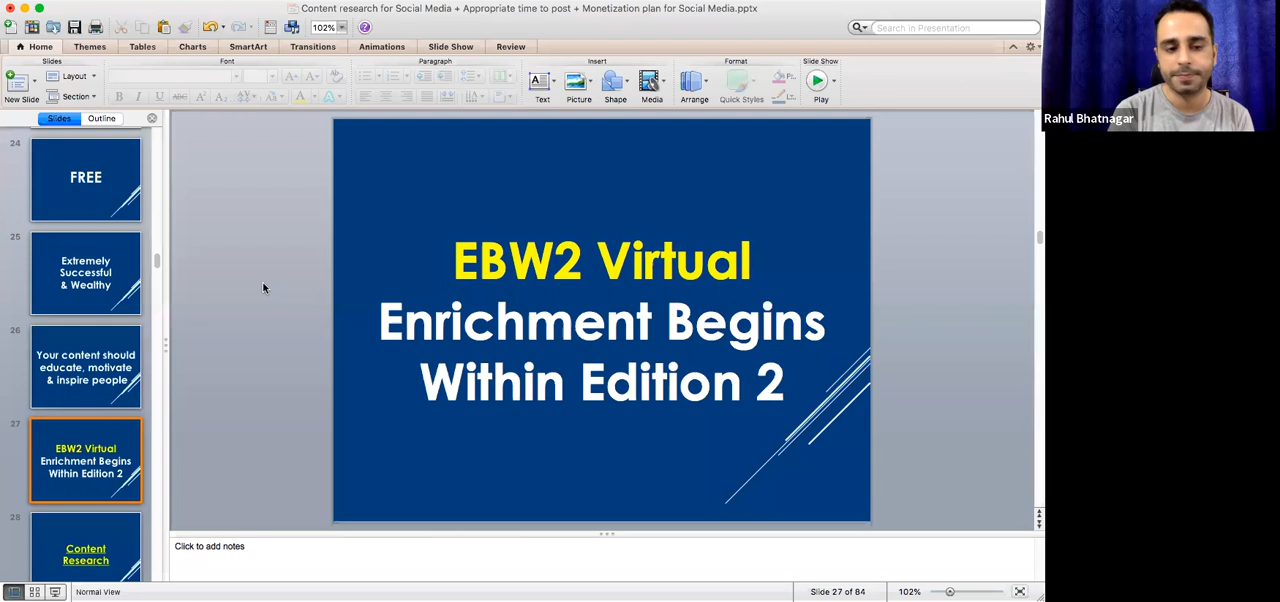 Content research for Social Media + Appropriate time to post + Monetization plan for Social Media.pptx
102%
Search in Presentation
Home
Themes
Tables
Charts
SmartArt
Transitions
Animations
Slide Show
Review
Slides
Font
Paragraph
Insert
Format
Slide Show
New Slide
Layout
Section
Text
Picture
Shape
Media
Arrange
Quick Styles
Play
Slides
Outline
24
FREE
25
Extremely
Successful
& Wealthy
26
Your content should
educate, motivate
& inspire people
27
EBW2 Virtual
Enrichment Begins
Within Edition 2
28
Content
Research
EBW2 Virtual
Enrichment Begins
Within Edition 2
Click to add notes
Normal View
Slide 27 of 84
102%
Rahul Bhatnagar